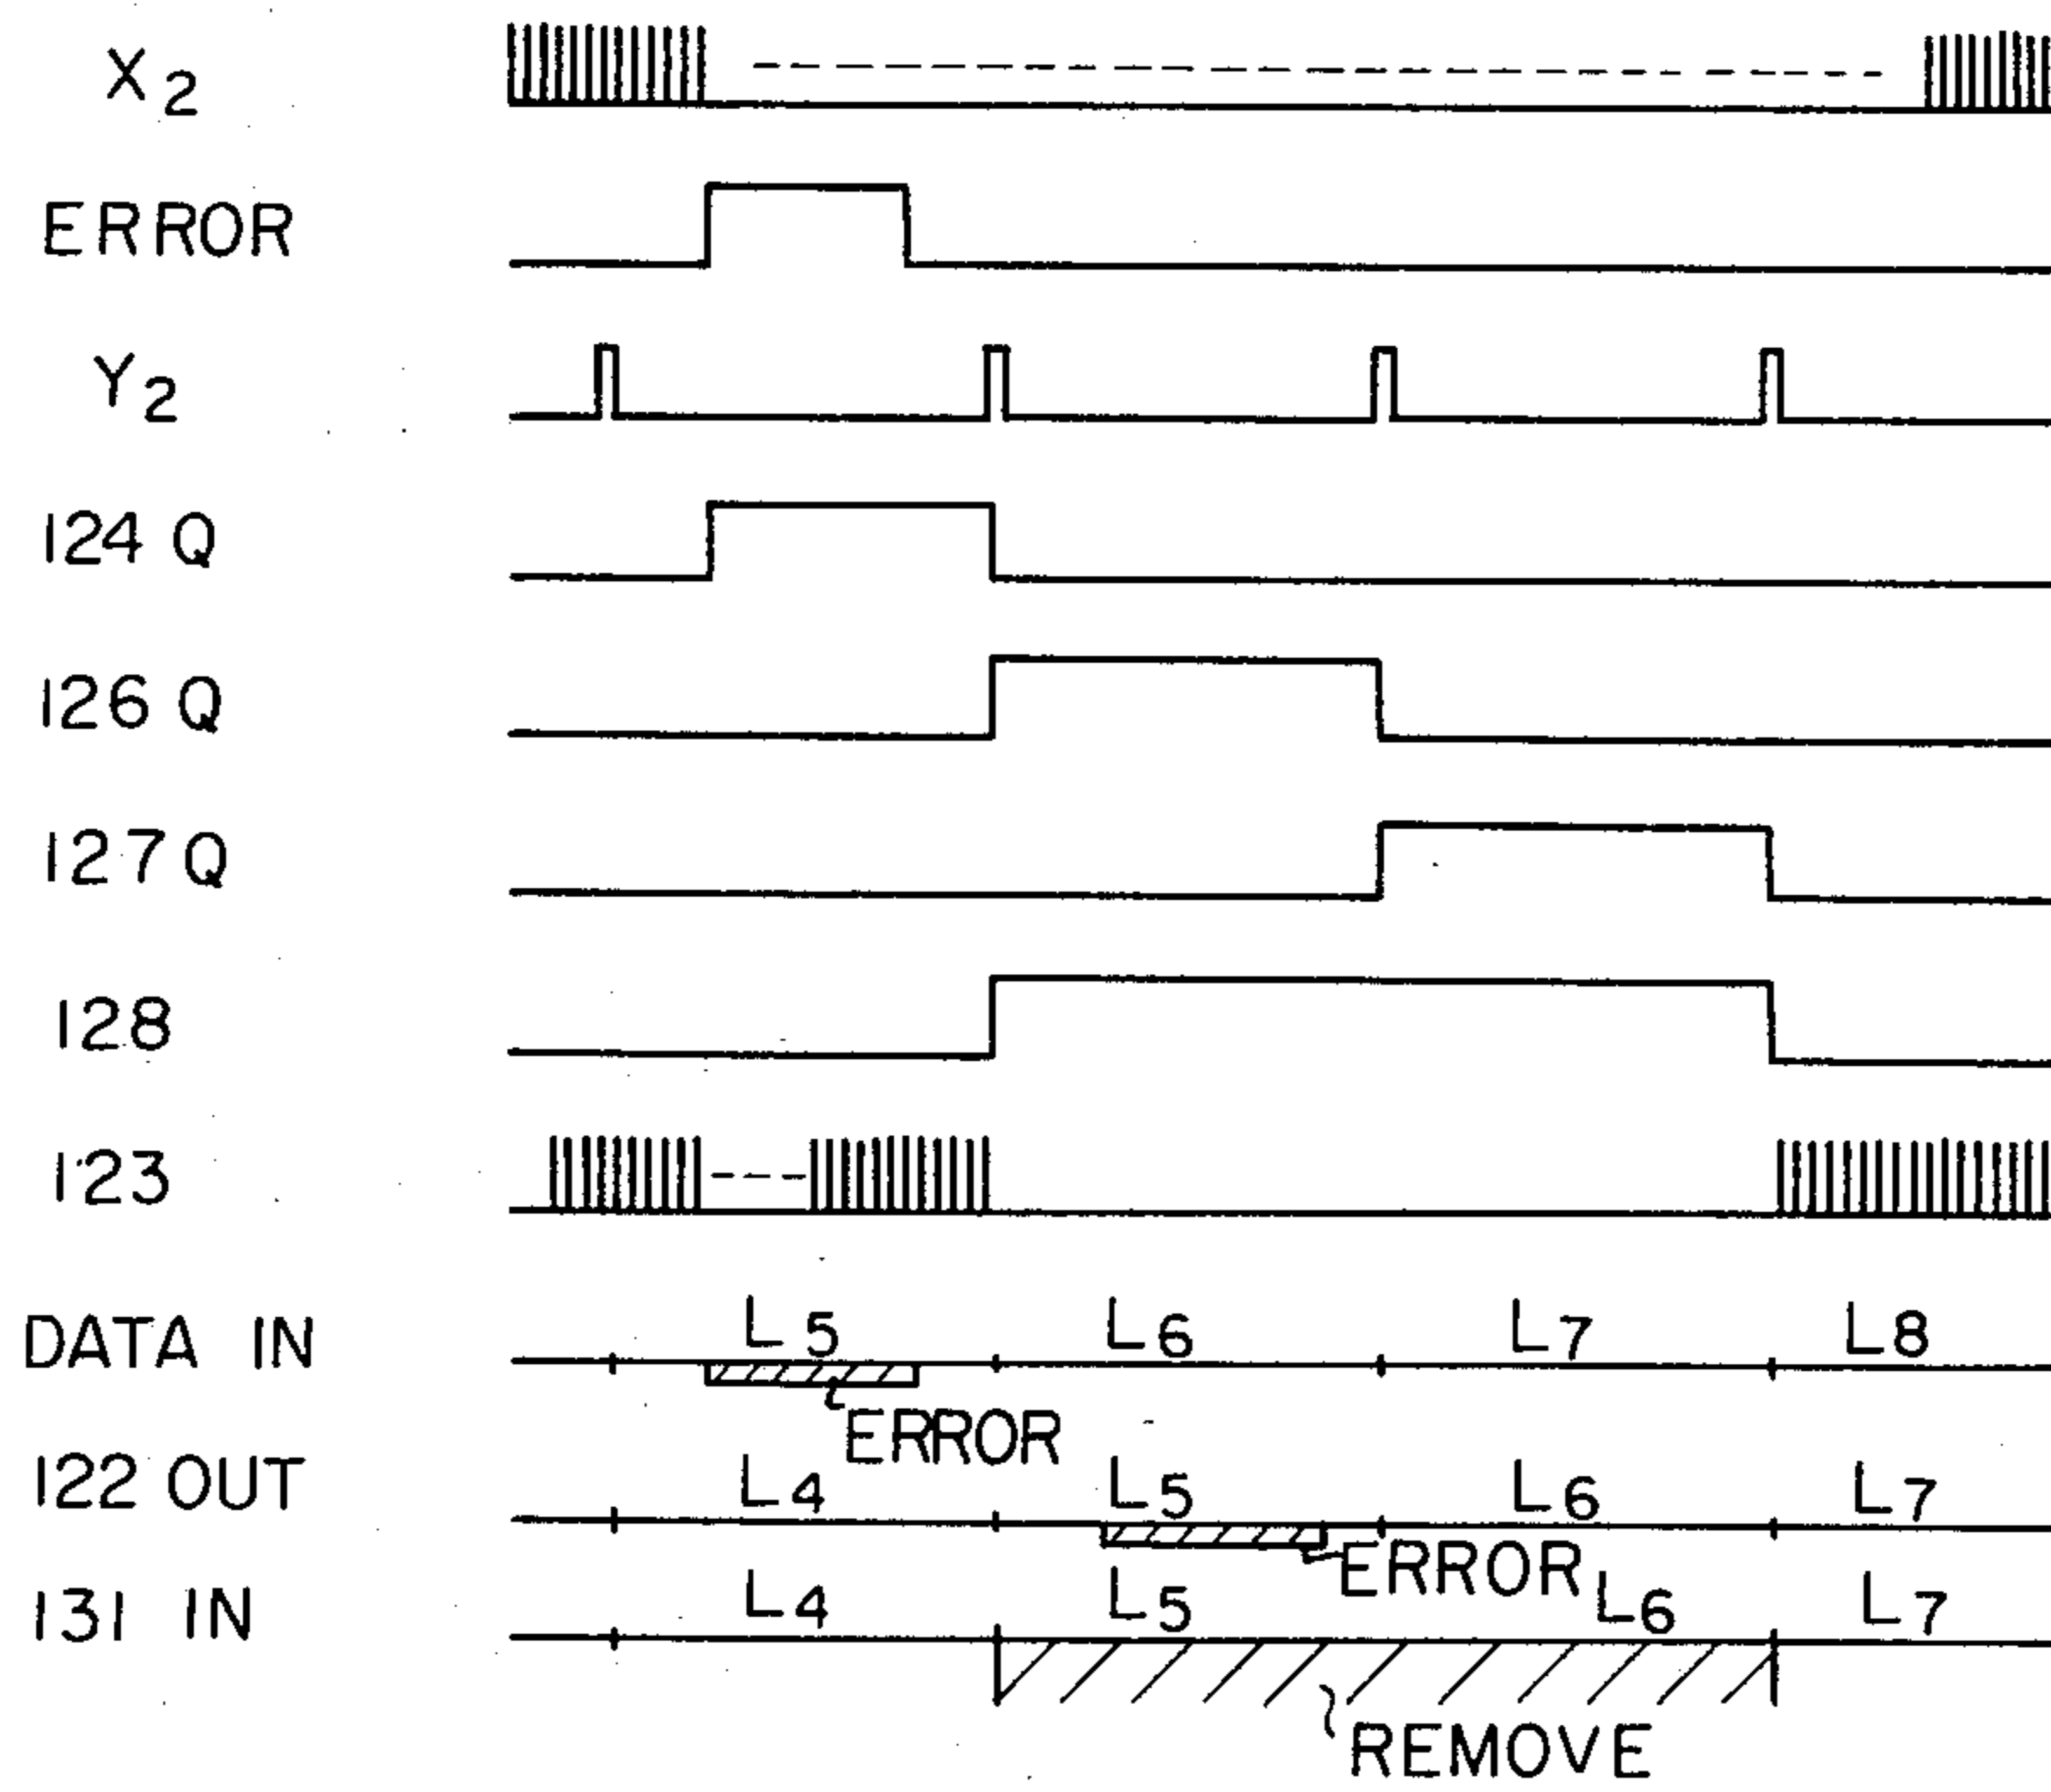 X2
ERROR
Y2
124 Q
126 Q
127 Q
128
123
DATA IN L5 L6 L7 L8
ERROR
122 OUT L4 L5 L6 L7
ERROR
131 IN L4 L5 L6 L7
REMOVE